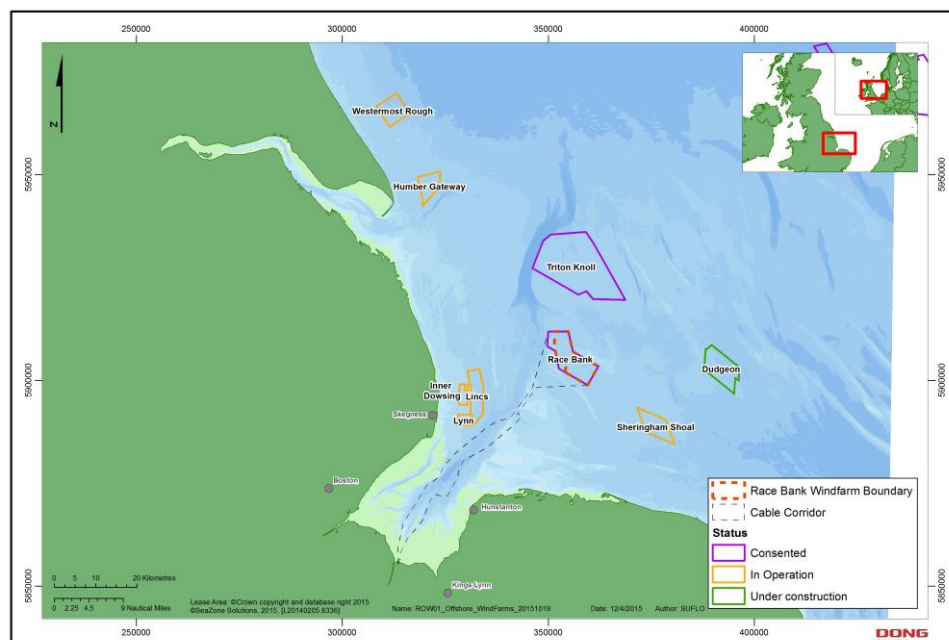 250000
300000
350000
400000
N
Westermost Rough
5950000
5950000
Humber Gateway
Triton Knoll
Race Bank
Dudgeon
5900000
5900000
Inner
Dowsing
Lincs
Skegness
Lynn
Sheringham Shoal
Boston
Hunstanton
Race Bank Windfarm Boundary
Cable Corridor
Status
Consented
In Operation
Under construction
0 5 10 20 Kilometres
0 2.25 4.5 9 Nautical Miles
Kings Lynn
5850000
5850000
Lease Area: ©Crown copyright and database right 2015
©SeaZone Solutions, 2015, [L20140205.8336]
Name: ROW01_Offshore_WindFarms_20151019
Date: 12/4/2015
Author: SUFLO
250000
300000
350000
400000
DONG